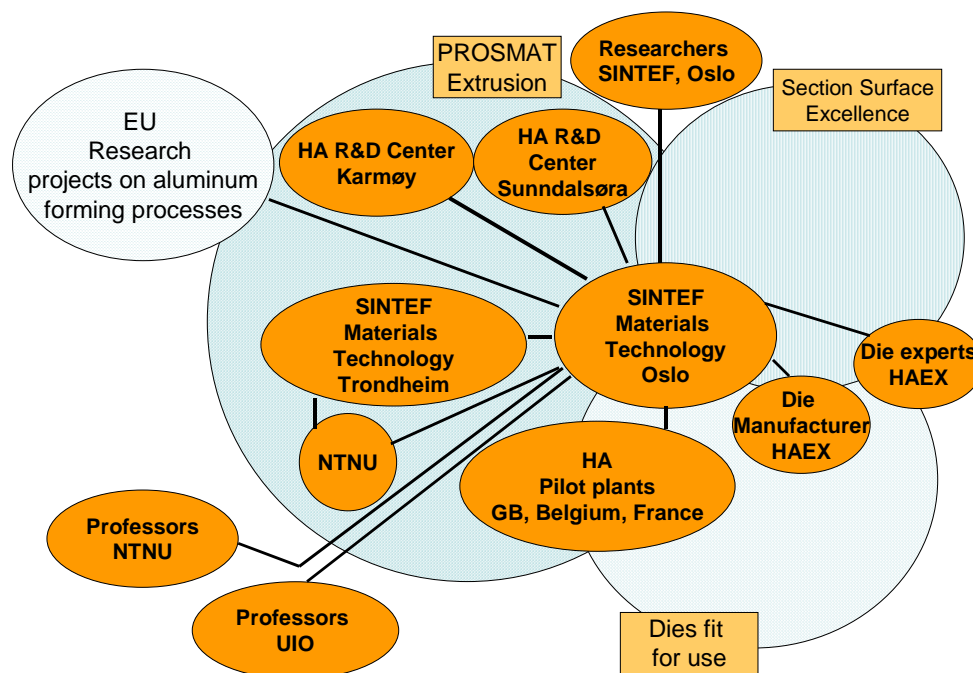 PROSMAT
Extrusion
Researchers
SINTEF, Oslo
Section Surface
Excellence
EU
Research
projects on aluminum
forming processes
HA R&D Center
Karmøy
HA R&D
Center
Sunndalsøra
SINTEF
Materials
Technology
Trondheim
SINTEF
Materials
Technology
Oslo
Die experts
HAEX
Die
Manufacturer
HAEX
NTNU
HA
Pilot plants
GB, Belgium, France
Professors
NTNU
Professors
UIO
Dies fit
for use